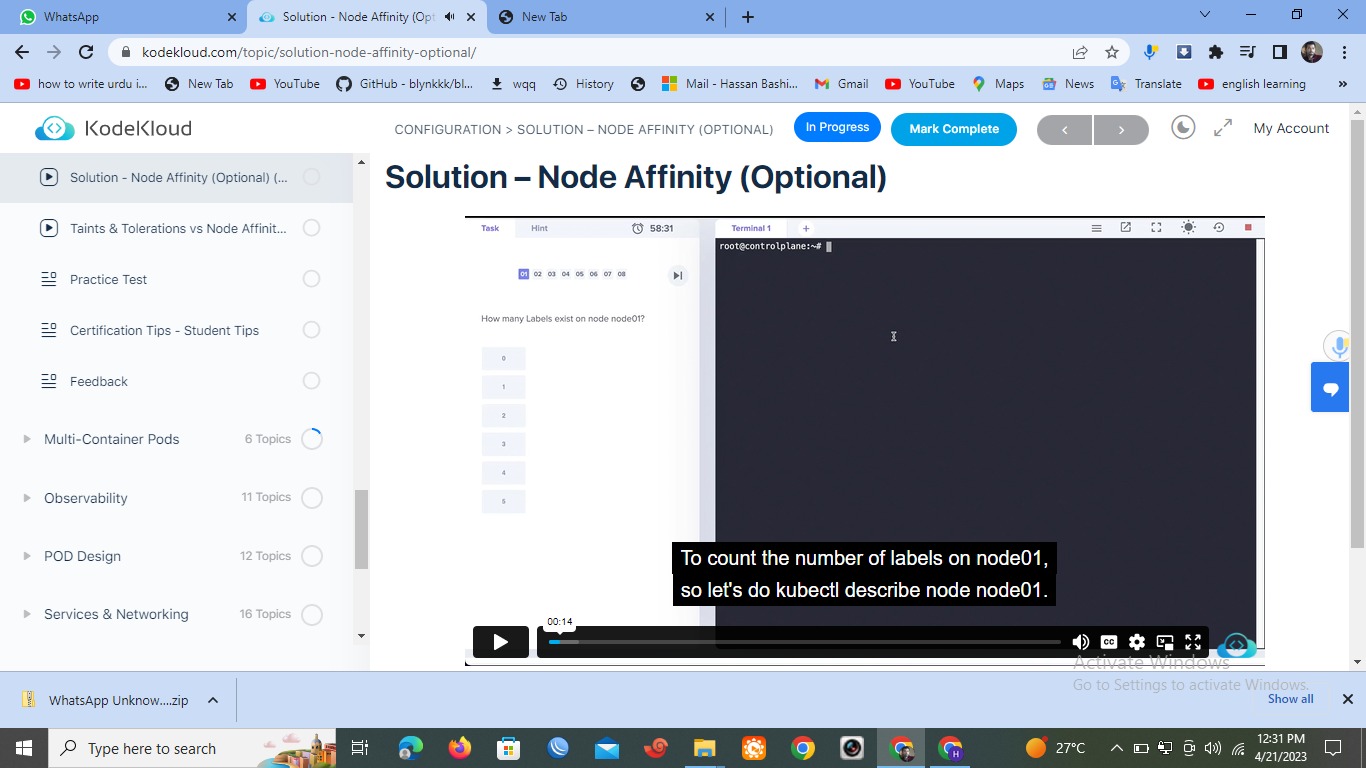 WhatsApp
Solution - Node Affinity (Opt
New Tab
kodekloud.com/topic/solution-node-affinity-optional/
how to write urdu i...
New Tab
YouTube
GitHub - blynkkk/bl...
wqq
History
Mail - Hassan Bashi...
Gmail
YouTube
Maps
News
Translate
english learning
KodeKloud
CONFIGURATION > SOLUTION – NODE AFFINITY (OPTIONAL)
In Progress
Mark Complete
My Account
Solution - Node Affinity (Optional) (...
Taints & Tolerations vs Node Affinit...
Practice Test
Certification Tips - Student Tips
Feedback
Multi-Container Pods 6 Topics
Observability 11 Topics
POD Design 12 Topics
Services & Networking 16 Topics
Solution – Node Affinity (Optional)
Task Hint 58:31
01 02 03 04 05 06 07 08
How many Labels exist on node node01?
0
1
2
3
4
5
Terminal 1 +
root@controlplane:~#
To count the number of labels on node01,
so let's do kubectl describe node node01.
00:14
CC
Activate Windows
Go to Settings to activate Windows.
WhatsApp Unknow....zip
Show all
Type here to search
27°C
12:31 PM
4/21/2023